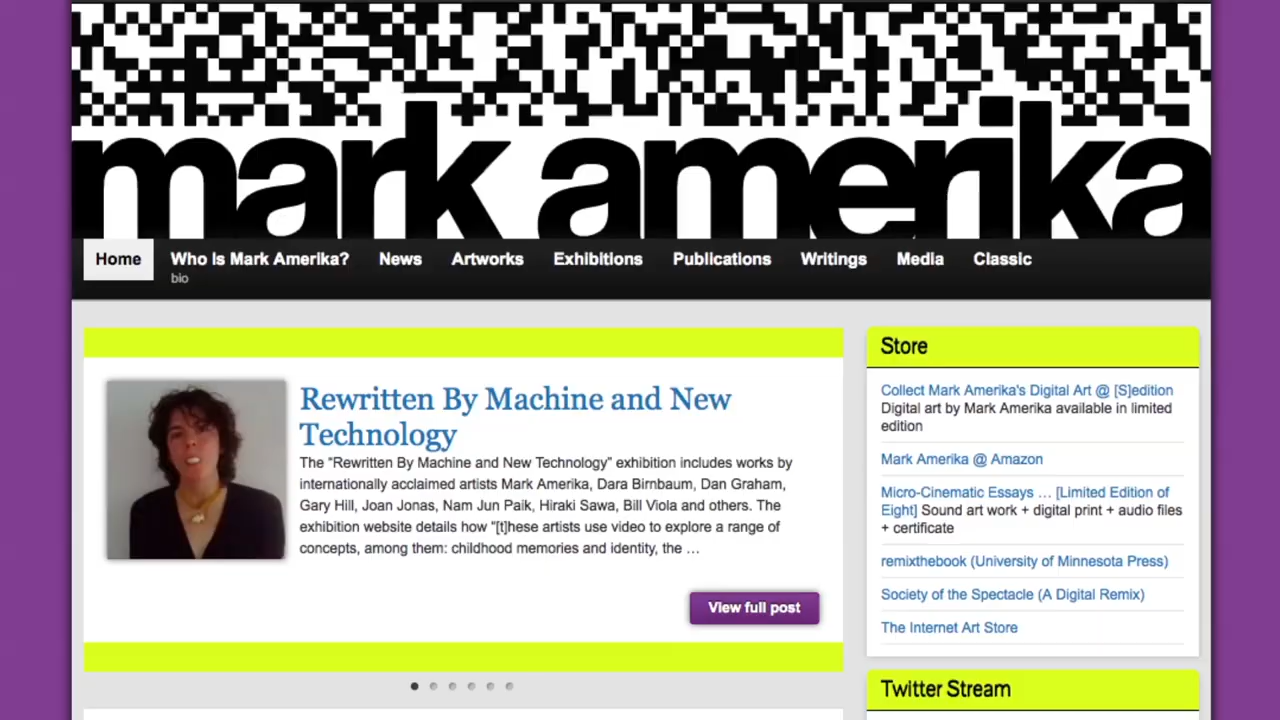 mark amerika
Home
Who Is Mark Amerika?
bio
News
Artworks
Exhibitions
Publications
Writings
Media
Classic
Rewritten By Machine and New
Technology
The “Rewritten By Machine and New Technology” exhibition includes works by
internationally acclaimed artists Mark Amerika, Dara Birnbaum, Dan Graham,
Gary Hill, Joan Jonas, Nam Jun Paik, Hiraki Sawa, Bill Viola and others. The
exhibition website details how “[t]hese artists use video to explore a range of
concepts, among them: childhood memories and identity, the …
View full post
Store
Collect Mark Amerika's Digital Art @ [S]edition
Digital art by Mark Amerika available in limited
edition
Mark Amerika @ Amazon
Micro-Cinematic Essays … [Limited Edition of
Eight] Sound art work + digital print + audio files
+ certificate
remixthebook (University of Minnesota Press)
Society of the Spectacle (A Digital Remix)
The Internet Art Store
Twitter Stream